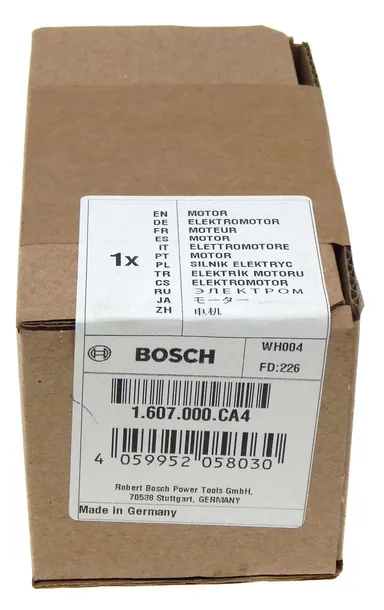 1x
EN MOTOR
DE ELEKTROMOTOR
FR MOTEUR
ES MOTOR
IT ELETTROMOTORE
PT MOTOR
PL SILNIK ELEKTRYC
TR ELEKTRİK MOTORU
CS ELEKTROMOTOR
RU ЭЛЕКТРОМ
JA モーター
ZH 电机
BOSCH
WH004
FD:226
1.607.000.CA4
4 059952 058030
Robert Bosch Power Tools GmbH,
70538 Stuttgart, GERMANY
Made in Germany